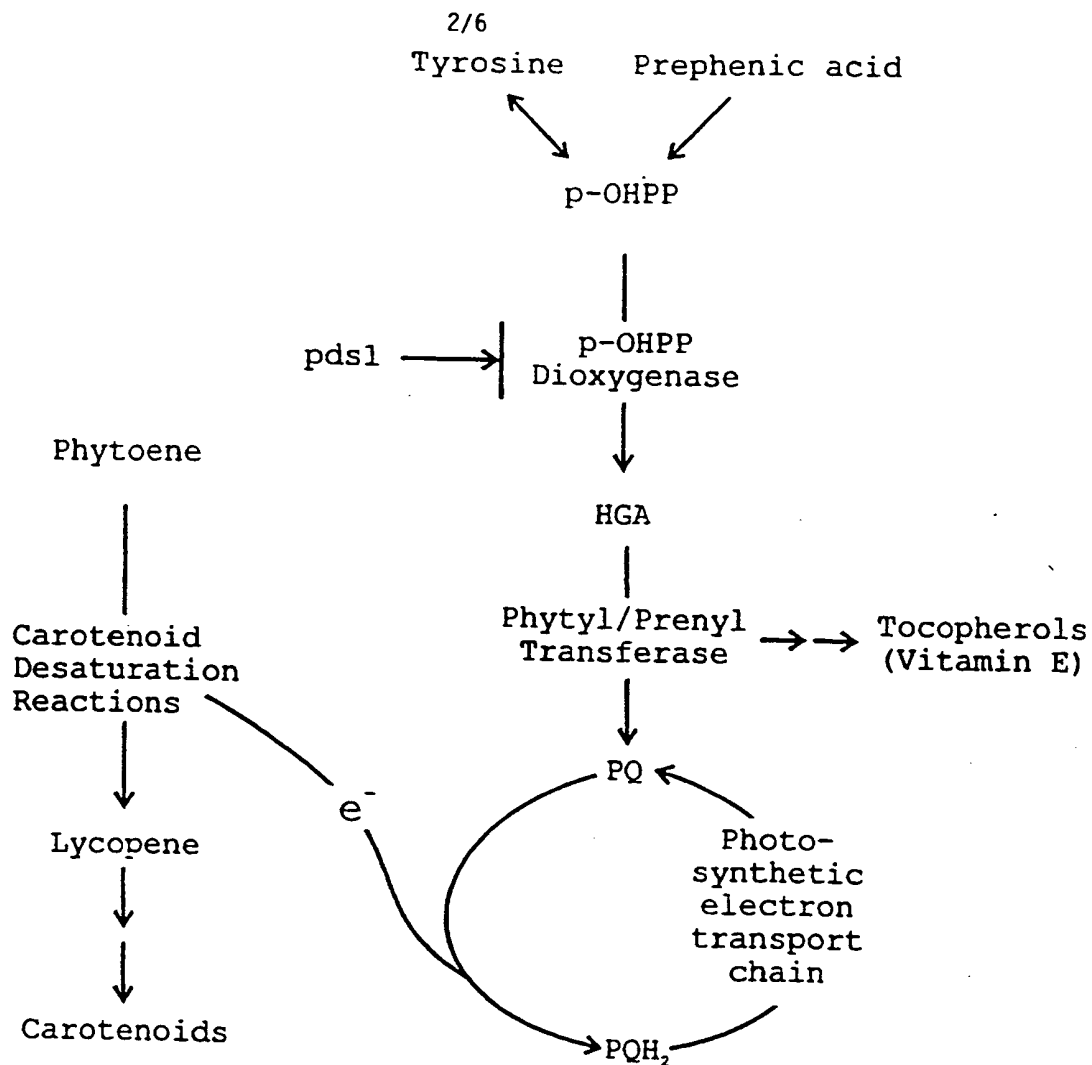 2/6
Tyrosine Prephenic acid
p-OHPP
pds1
p-OHPP
Dioxygenase
Phytoene
HGA
Carotenoid
Desaturation
Reactions
Phytyl/Prenyl
Transferase
Tocopherols
(Vitamin E)
PQ
e-
Lycopene
Photo-
synthetic
electron
transport
chain
Carotenoids
PQH₂